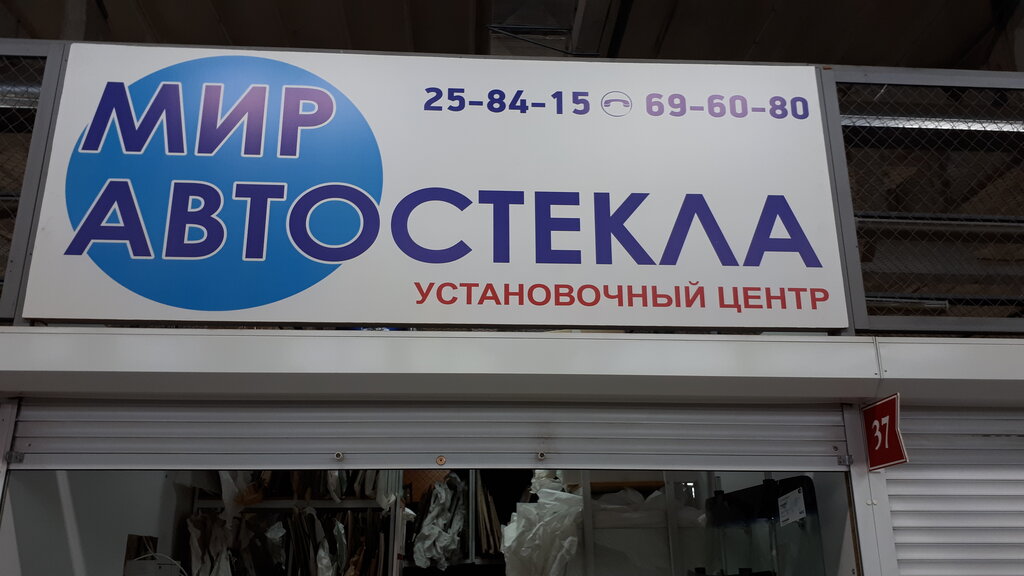 МИР
25-84-15 69-60-80
АВТОСТЕКЛА
УСТАНОВОЧНЫЙ ЦЕНТР
37